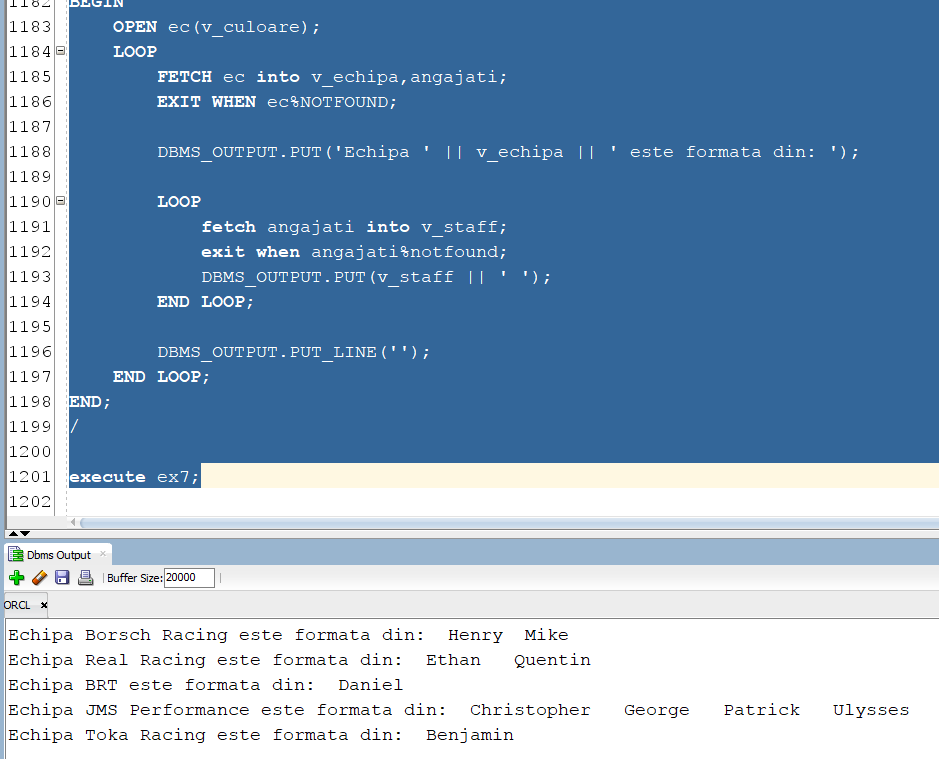 1182 BEGIN
1183 OPEN ec(v_culoare);
1184 LOOP
1185 FETCH ec into v_echipa,angajati;
1186 EXIT WHEN ec%NOTFOUND;
1187
1188 DBMS_OUTPUT.PUT('Echipa ' || v_echipa || ' este formata din: ');
1189
1190 LOOP
1191 fetch angajati into v_staff;
1192 exit when angajati%notfound;
1193 DBMS_OUTPUT.PUT(v_staff || ' ');
1194 END LOOP;
1195
1196 DBMS_OUTPUT.PUT_LINE('');
1197 END LOOP;
1198 END;
1199 /
1200
1201 execute ex7;
1202
Dbms Output
Buffer Size: 20000
ORCL
Echipa Borsch Racing este formata din:  Henry  Mike
Echipa Real Racing este formata din:  Ethan   Quentin
Echipa BRT este formata din:  Daniel
Echipa JMS Performance este formata din:  Christopher   George   Patrick   Ulysses
Echipa Toka Racing este formata din:  Benjamin